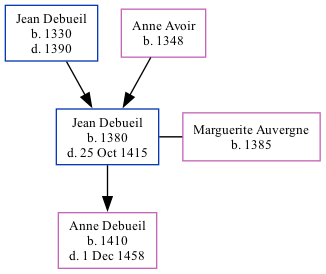 Jean Debueil
b. 1330
d. 1390
Anne Avoir
b. 1348
Jean Debueil
b. 1380
d. 25 Oct 1415
Marguerite Auvergne
b. 1385
Anne Debueil
b. 1410
d. 1 Dec 1458